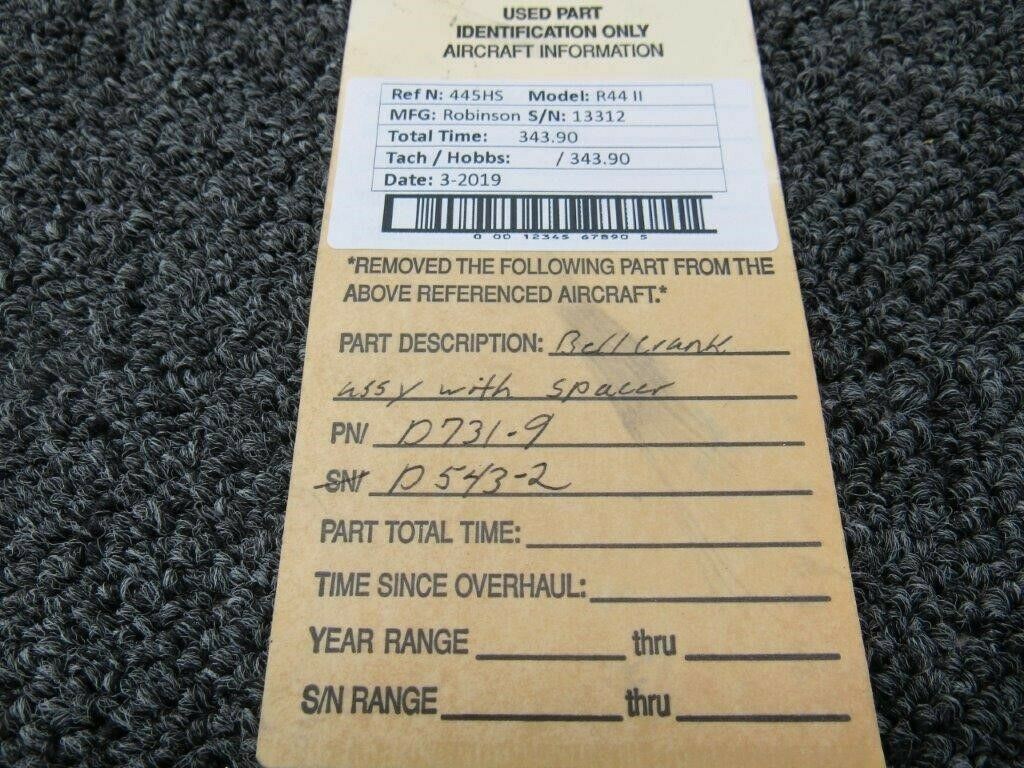 USED PART
IDENTIFICATION ONLY
AIRCRAFT INFORMATION
Ref N: 445HS Model: R44 II
MFG: Robinson S/N: 13312
Total Time: 343.90
Tach / Hobbs: / 343.90
Date: 3-2019
0 00 12345 67890 5
*REMOVED THE FOLLOWING PART FROM THE
ABOVE REFERENCED AIRCRAFT.*
PART DESCRIPTION: Bellcrank
assy with spacer
PN/ D731-9
SN/ D543-2
PART TOTAL TIME:
TIME SINCE OVERHAUL:
YEAR RANGE thru
S/N RANGE thru